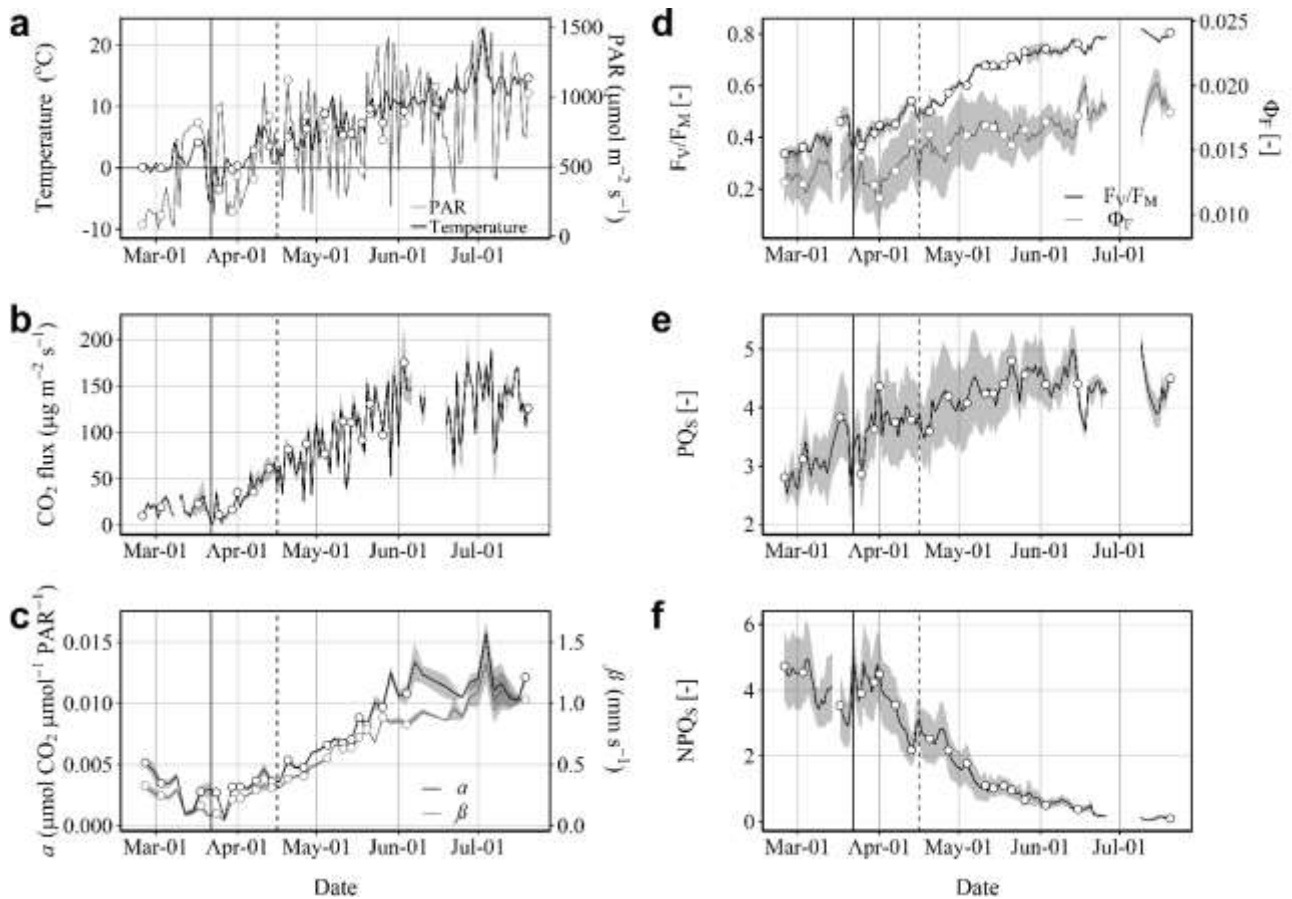 a
Temperature (°C)
20
10
0
-10
1500
1000
500
0
PAR (μmol m⁻² s⁻¹)
PAR
Temperature
Mar-01 Apr-01 May-01 Jun-01 Jul-01
b
CO₂ flux (μg m⁻² s⁻¹)
200
150
100
50
0
Mar-01 Apr-01 May-01 Jun-01 Jul-01
c
a (μmol CO₂ μmol⁻¹ PAR⁻¹)
0.015
0.010
0.005
0.000
1.5
1.0
0.5
0.0
β (mm s⁻¹)
α
β
Mar-01 Apr-01 May-01 Jun-01 Jul-01
Date
d
F_V/F_M [-]
0.8
0.6
0.4
0.2
0.025
0.020
0.015
0.010
Φ_F [-]
F_V/F_M
Φ_F
Mar-01 Apr-01 May-01 Jun-01 Jul-01
e
PQ_S [-]
5
4
3
2
Mar-01 Apr-01 May-01 Jun-01 Jul-01
f
NPQ_S [-]
6
4
2
0
Mar-01 Apr-01 May-01 Jun-01 Jul-01
Date